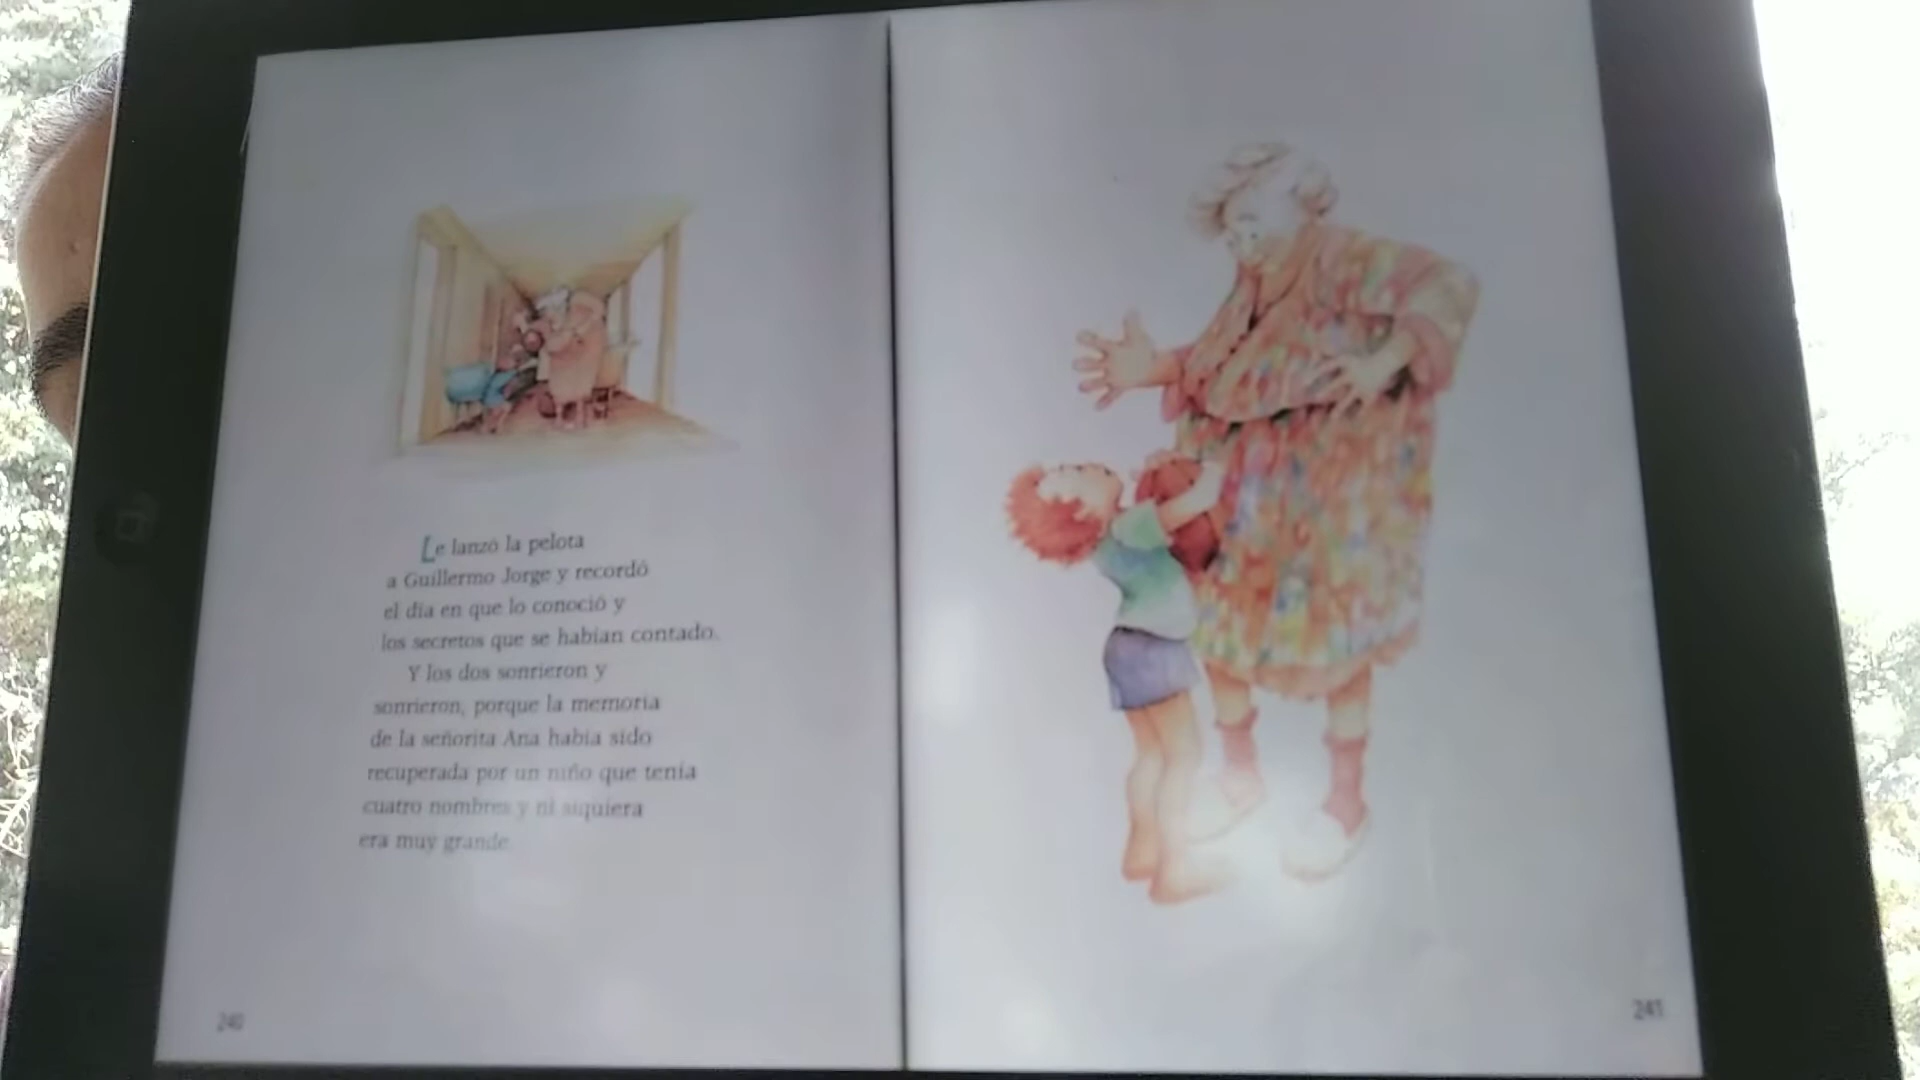 Le lanzó la pelota
a Guillermo Jorge y recordó
el día en que lo conoció y
los secretos que se habían contado.
Y los dos sonrieron y
sonrieron, porque la memoria
de la señorita Ana había sido
recuperada por un niño que tenía
cuatro nombres y ni siquiera
era muy grande.
240
241